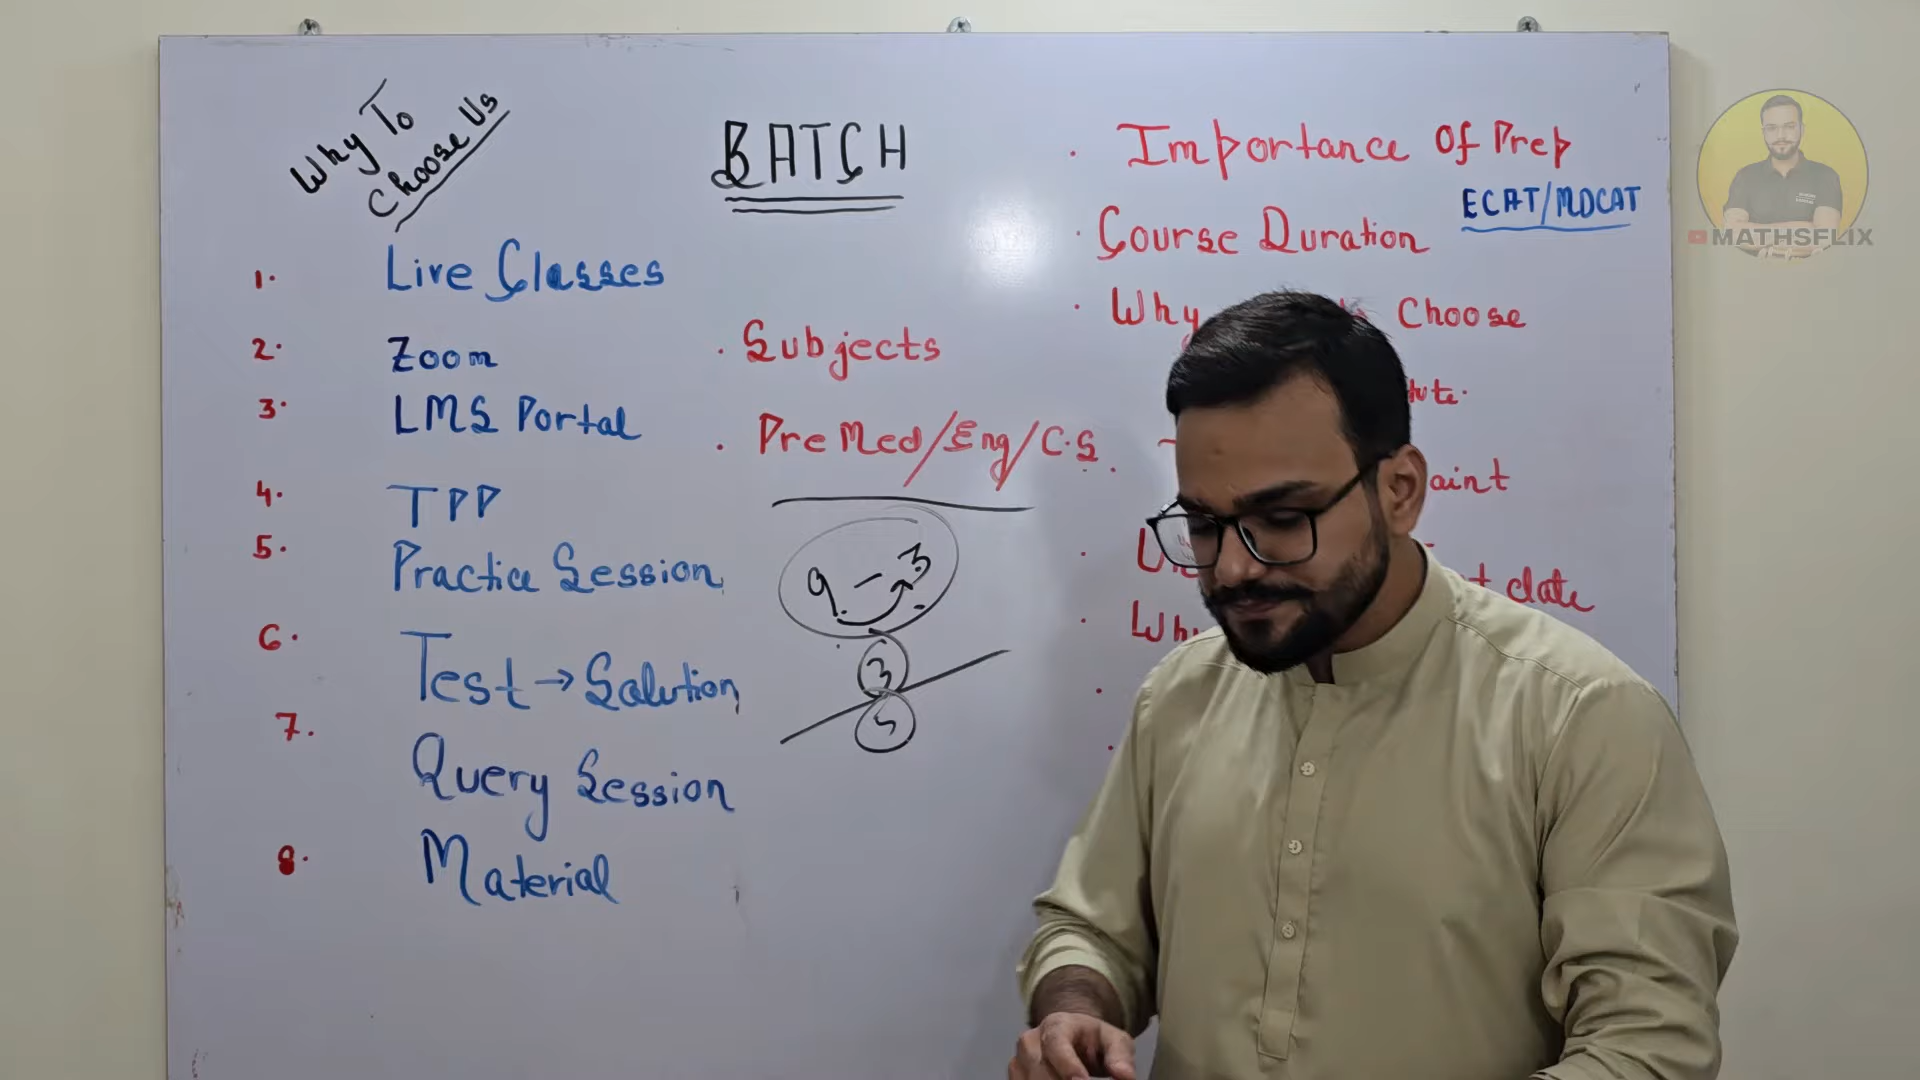 Why To
Choose Us
1. Live Classes
2. Zoom
3. LMS Portal
4. TPP
5. Practice Session
6. Test → Solution
7. Query Session
8. Material
BATCH
· Subjects
· Pre Med/Eng/C.S
9 – 3
3
5
· Importance Of Prep
ECAT/MDCAT
· Course Duration
· Why Choose
MATHSFLIX